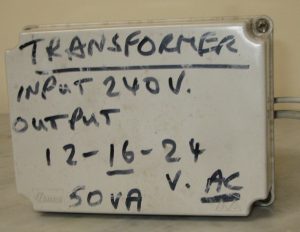 TRANSFORMER
INPUT 240V.
OUTPUT
12-16-24
V. AC
50VA